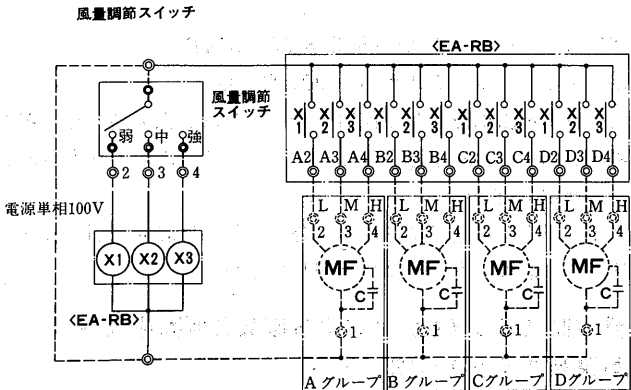 風量調節スイッチ
<EA-RB>
風量調節
スイッチ
弱 中 強
2 3 4
電源単相100V
X1 X2 X3
<EA-RB>
X1 X2 X3 X1 X2 X3 X1 X2 X3 X1 X2 X3
A2 A3 A4 B2 B3 B4 C2 C3 C4 D2 D3 D4
L M H L M H L M H L M H
2 3 4 2 3 4 2 3 4 2 3 4
MF MF MF MF
C C C C
1 1 1 1
Aグループ Bグループ Cグループ Dグループ